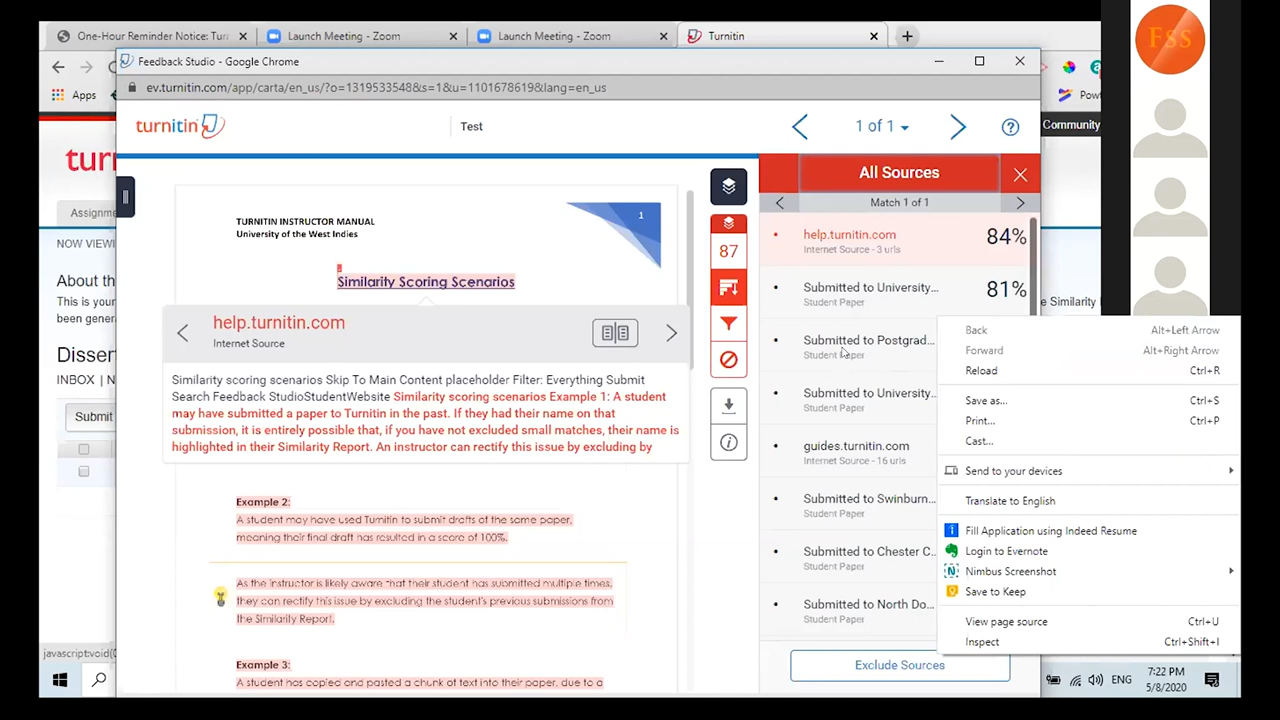 One-Hour Reminder Notice: Turn
Launch Meeting - Zoom
Launch Meeting - Zoom
Turnitin
Feedback Studio - Google Chrome
ev.turnitin.com/app/carta/en_us/?o=1319533548&s=1&u=1101678619&lang=en_us
Apps
Powt
Community
turnitin
Test
1 of 1
FSS
turn
Assignme
NOW VIEWI
About thi
This is your
been gener
Dissert
INBOX | N
Submit
javascript:void(0
TURNITIN INSTRUCTOR MANUAL
University of the West Indies
1
Similarity Scoring Scenarios
help.turnitin.com
Internet Source
Similarity scoring scenarios Skip To Main Content placeholder Filter: Everything Submit
Search Feedback StudioStudentWebsite Similarity scoring scenarios Example 1: A student
may have submitted a paper to Turnitin in the past. If they had their name on that
submission, it is entirely possible that, if you have not excluded small matches, their name is
highlighted in their Similarity Report. An instructor can rectify this issue by excluding by
Example 2:
A student may have used Turnitin to submit drafts of the same paper,
meaning their final draft has resulted in a score of 100%.
As the instructor is likely aware that their student has submitted multiple times,
they can rectify this issue by excluding the student's previous submissions from
the Similarity Report.
Example 3:
A student has copied and pasted a chunk of text into their paper, due to a
87
All Sources
Match 1 of 1
help.turnitin.com
84%
Internet Source - 3 urls
Submitted to University...
81%
Student Paper
Submitted to Postgrad...
Student Paper
Submitted to University...
Student Paper
guides.turnitin.com
Internet Source - 16 urls
Submitted to Swinburn...
Student Paper
Submitted to Chester C...
Student Paper
Submitted to North Do...
Student Paper
Exclude Sources
e Similarity
Back Alt+Left Arrow
Forward Alt+Right Arrow
Reload Ctrl+R
Save as... Ctrl+S
Print... Ctrl+P
Cast...
Send to your devices
Translate to English
Fill Application using Indeed Resume
Login to Evernote
Nimbus Screenshot
Save to Keep
View page source Ctrl+U
Inspect Ctrl+Shift+I
ENG
7:22 PM
5/8/2020